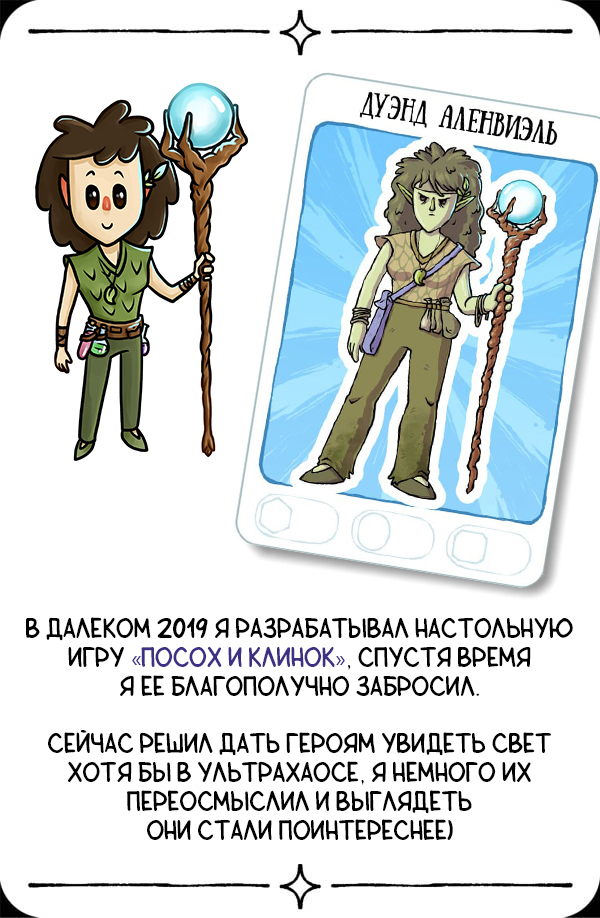 ДУЭНД АЛЕНВИЭЛЬ
В ДАЛЕКОМ 2019 Я РАЗРАБАТЫВАЛ НАСТОЛЬНУЮ
ИГРУ «ПОСОХ И КЛИНОК», СПУСТЯ ВРЕМЯ
Я ЕЕ БЛАГОПОЛУЧНО ЗАБРОСИЛ.
СЕЙЧАС РЕШИЛ ДАТЬ ГЕРОЯМ УВИДЕТЬ СВЕТ
ХОТЯ БЫ В УЛЬТРАХАОСЕ, Я НЕМНОГО ИХ
ПЕРЕОСМЫСЛИЛ И ВЫГЛЯДЕТЬ
ОНИ СТАЛИ ПОИНТЕРЕСНЕЕ)